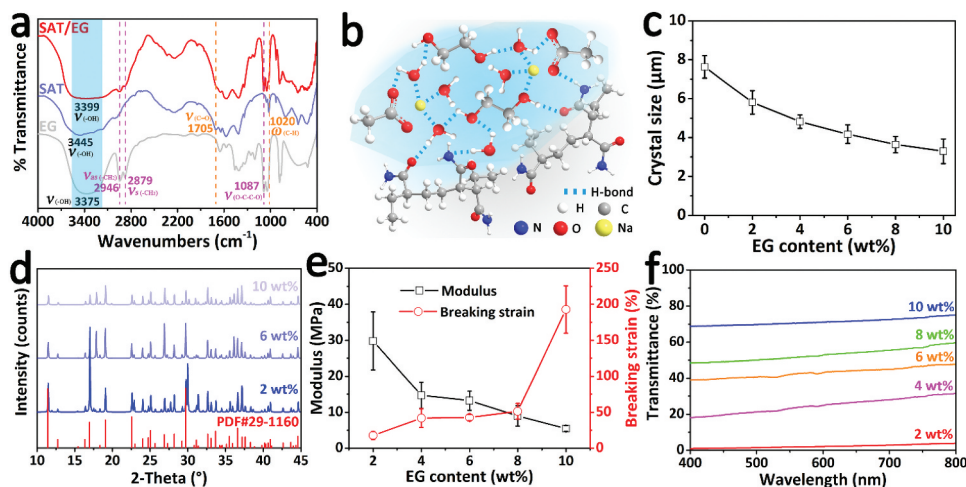 a
SAT/EG
SAT
EG
3399
ν(-OH)
3445
ν(-OH)
νas(-CH₂)
2946
2879
νs(-CH₂)
ν(-OH)
3375
ν(C=O)
1705
1020
ω(C-H)
1087
ν(O-C-C-O)
% Transmittance
4000 3400 2800 2200 1600 1000 400
Wavenumbers (cm⁻¹)
b
H-bond
H
C
N
O
Na
c
Crystal size (μm)
10
8
6
4
2
0
0 2 4 6 8 10
EG content (wt%)
d
10 wt%
6 wt%
2 wt%
PDF#29-1160
Intensity (counts)
10 15 20 25 30 35 40 45
2-Theta (°)
e
Modulus
Breaking strain
Modulus (MPa)
50
40
30
20
10
0
Breaking strain (%)
250
200
150
100
50
0
2 4 6 8 10
EG content (wt%)
f
Transmittance (%)
100
80
60
40
20
0
10 wt%
8 wt%
6 wt%
4 wt%
2 wt%
400 500 600 700 800
Wavelength (nm)